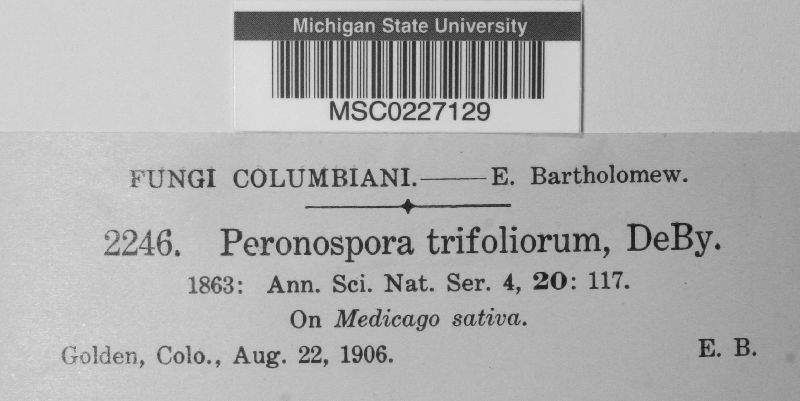 Michigan State University
MSC0227129
FUNGI COLUMBIANI.——E. Bartholomew.
2246. Peronospora trifoliorum, DeBy.
1863: Ann. Sci. Nat. Ser. 4, 20: 117.
On Medicago sativa.
Golden, Colo., Aug. 22, 1906. E. B.